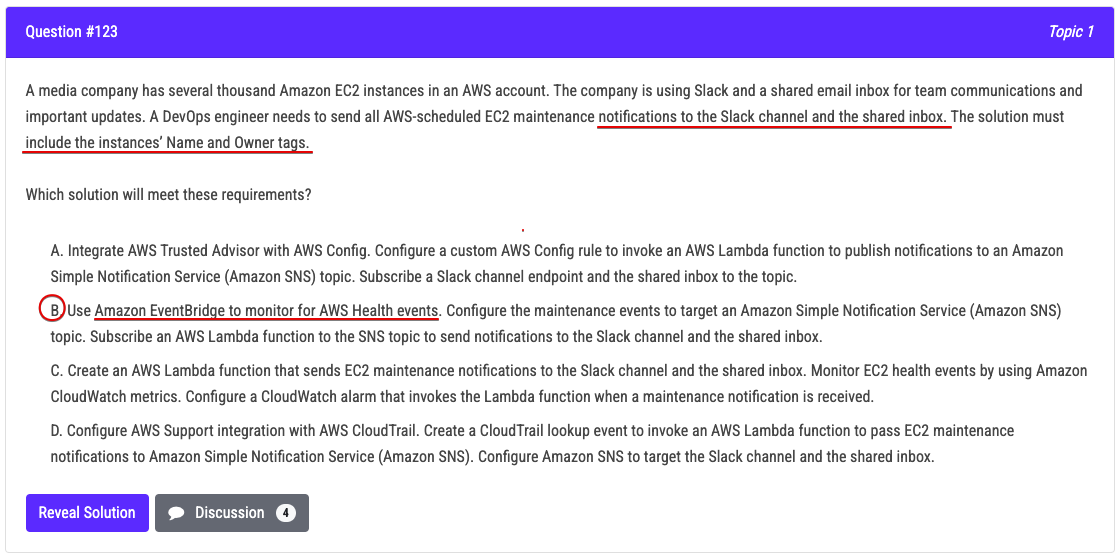 Question #123
Topic 1
A media company has several thousand Amazon EC2 instances in an AWS account. The company is using Slack and a shared email inbox for team communications and
important updates. A DevOps engineer needs to send all AWS-scheduled EC2 maintenance notifications to the Slack channel and the shared inbox. The solution must
include the instances' Name and Owner tags.
Which solution will meet these requirements?
A. Integrate AWS Trusted Advisor with AWS Config. Configure a custom AWS Config rule to invoke an AWS Lambda function to publish notifications to an Amazon
Simple Notification Service (Amazon SNS) topic. Subscribe a Slack channel endpoint and the shared inbox to the topic.
B. Use Amazon EventBridge to monitor for AWS Health events. Configure the maintenance events to target an Amazon Simple Notification Service (Amazon SNS)
topic. Subscribe an AWS Lambda function to the SNS topic to send notifications to the Slack channel and the shared inbox.
C. Create an AWS Lambda function that sends EC2 maintenance notifications to the Slack channel and the shared inbox. Monitor EC2 health events by using Amazon
CloudWatch metrics. Configure a CloudWatch alarm that invokes the Lambda function when a maintenance notification is received.
D. Configure AWS Support integration with AWS CloudTrail. Create a CloudTrail lookup event to invoke an AWS Lambda function to pass EC2 maintenance
notifications to Amazon Simple Notification Service (Amazon SNS). Configure Amazon SNS to target the Slack channel and the shared inbox.
Reveal Solution
Discussion 4